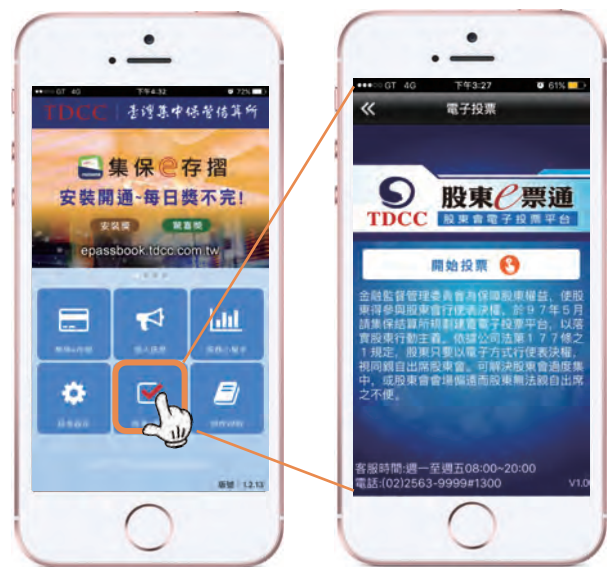 GT 4G 下午4:32 72%
TDCC 臺灣集中保管結算所
集保e存摺
安裝開通~每日獎不完!
安裝獎 驚喜獎
epassbook.tdcc.com.tw
版號 1.2.13
GT 4G 下午3:27 61%
電子投票
TDCC
股東e票通
股東會電子投票平台
開始投票
金融監督管理委員會為保障股東權益，使股
東得參與股東會行使表決權，於97年5月
請集保結算所規劃建置電子投票平台，以落
實股東行動主義。依據公司法第177條之
1規定，股東只要以電子方式行使表決權，
視同親自出席股東會。可解決股東會過度集
中，或股東會會場偏遠而股東無法親自出席
之不便。
客服時間:週一至週五08:00~20:00
電話:(02)2563-9999#1300
V1.0